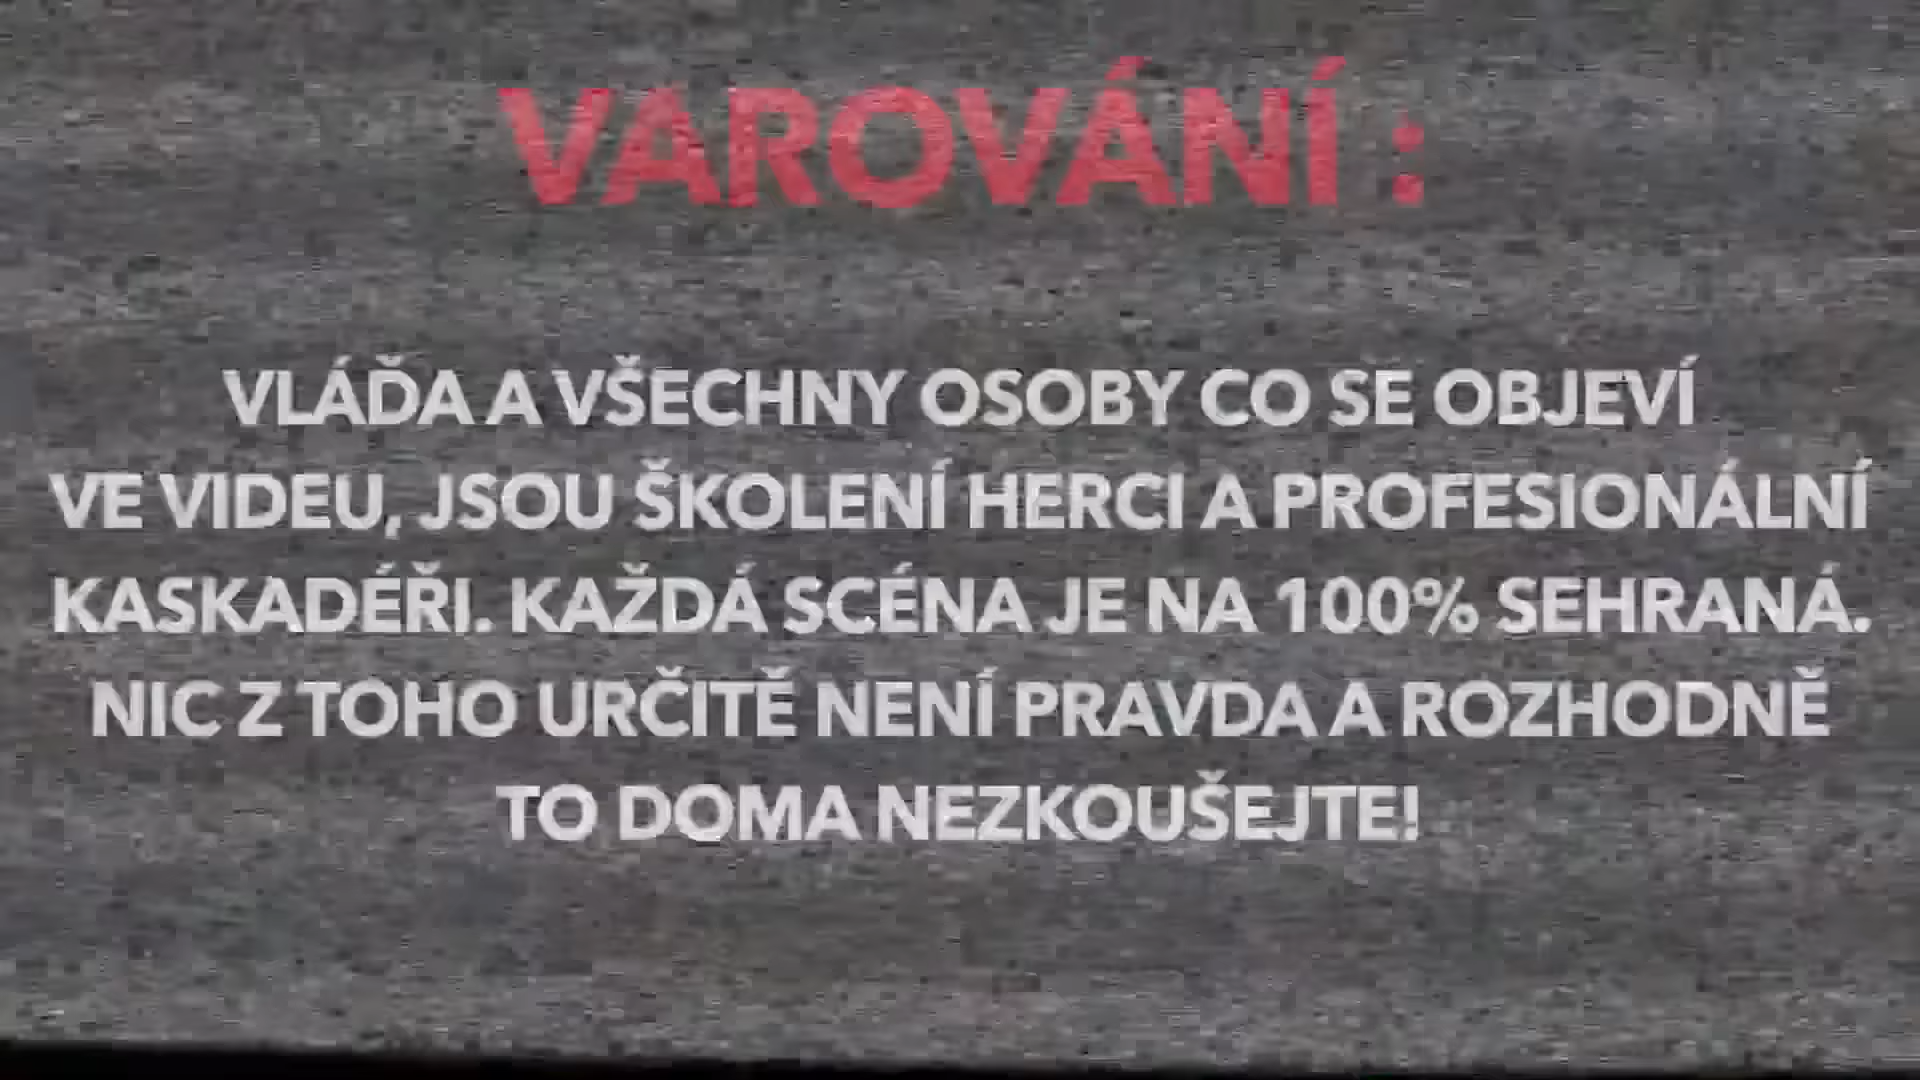 VAROVÁNÍ :
VLÁĎA A VŠECHNY OSOBY CO SE OBJEVÍ
VE VIDEU, JSOU ŠKOLENÍ HERCI A PROFESIONÁLNÍ
KASKADÉŘI. KAŽDÁ SCÉNA JE NA 100% SEHRANÁ.
NIC Z TOHO URČITĚ NENÍ PRAVDA A ROZHODNĚ
TO DOMA NEZKOUŠEJTE!